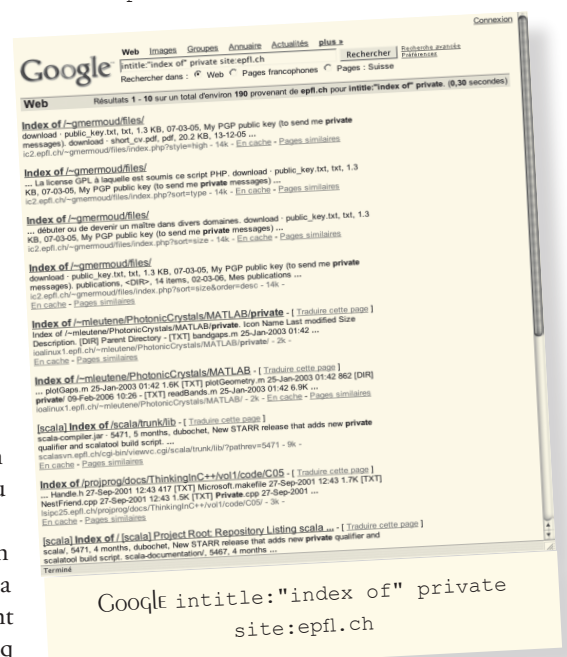 Connexion
Web Images Groupes Annuaire Actualités plus »
Google
intitle:"index of" private site:epfl.ch
Rechercher
Recherche avancée
Préférences
Rechercher dans : Web Pages francophones Pages : Suisse
Web
Résultats 1 - 10 sur un total d'environ 190 provenant de epfl.ch pour intitle:"index of" private. (0,30 secondes)
Index of /~gmermoud/files/
download · public_key.txt, txt, 1.3 KB, 07-03-05, My PGP public key (to send me private
messages). download · short_cv.pdf, pdf, 20.2 KB, 13-12-05 ...
ic2.epfl.ch/~gmermoud/files/index.php?style=high - 14k - En cache - Pages similaires
Index of /~gmermoud/files/
... La license GPL à laquelle est soumis ce script PHP. download · public_key.txt, txt, 1.3
KB, 07-03-05, My PGP public key (to send me private messages) ...
ic2.epfl.ch/~gmermoud/files/index.php?sort=type - 14k - En cache - Pages similaires
Index of /~gmermoud/files/
... débuter ou de devenir un maître dans divers domaines. download · public_key.txt, txt, 1.3
KB, 07-03-05, My PGP public key (to send me private messages) ...
ic2.epfl.ch/~gmermoud/files/index.php?sort=size - 14k - En cache - Pages similaires
Index of /~gmermoud/files/
download · public_key.txt, txt, 1.3 KB, 07-03-05, My PGP public key (to send me private
messages). publications, <DIR>, 14 items, 02-03-06, Mes publications ...
ic2.epfl.ch/~gmermoud/files/index.php?sort=size&order=desc - 14k -
En cache - Pages similaires
Index of /~mleutene/PhotonicCrystals/MATLAB/private - [ Traduire cette page ]
Index of /~mleutene/PhotonicCrystals/MATLAB/private. Icon Name Last modified Size
Description. [DIR] Parent Directory - [TXT] bandgaps.m 25-Jan-2003 01:42 ...
ioalinux1.epfl.ch/~mleutene/PhotonicCrystals/MATLAB/private/ - 2k -
En cache - Pages similaires
Index of /~mleutene/PhotonicCrystals/MATLAB - [ Traduire cette page ]
... plotGaps.m 25-Jan-2003 01:42 1.6K [TXT] plotGeometry.m 25-Jan-2003 01:42 862 [DIR]
private/ 09-Feb-2006 10:26 - [TXT] readBands.m 25-Jan-2003 01:42 6.9K ...
ioalinux1.epfl.ch/~mleutene/PhotonicCrystals/MATLAB/ - 2k - En cache - Pages similaires
[scala] Index of /scala/trunk/lib - [ Traduire cette page ]
scala-compiler.jar · 5471, 5 months, dubochet, New STARR release that adds new private
qualifier and scalatool build script. ...
scalasvn.epfl.ch/cgi-bin/viewvc.cgi/scala/trunk/lib/?pathrev=5471 - 9k -
En cache - Pages similaires
Index of /projprog/docs/ThinkingInC++/vol1/code/C05 - [ Traduire cette page ]
... Handle.h 27-Sep-2001 12:43 417 [TXT] Microsoft.makefile 27-Sep-2001 12:43 1.7K [TXT]
NestFriend.cpp 27-Sep-2001 12:43 1.5K [TXT] Private.cpp 27-Sep-2001 ...
lsipc25.epfl.ch/projprog/docs/ThinkingInC++/vol1/code/C05/ - 3k -
En cache - Pages similaires
[scala] Index of / [scala] Project Root: Repository Listing scala ... - [ Traduire cette page ]
scala/, 5471, 4 months, dubochet, New STARR release that adds new private qualifier and
scalatool build script. scala-documentation/, 5467, 4 months ...
Terminé
Google intitle:"index of" private
site:epfl.ch